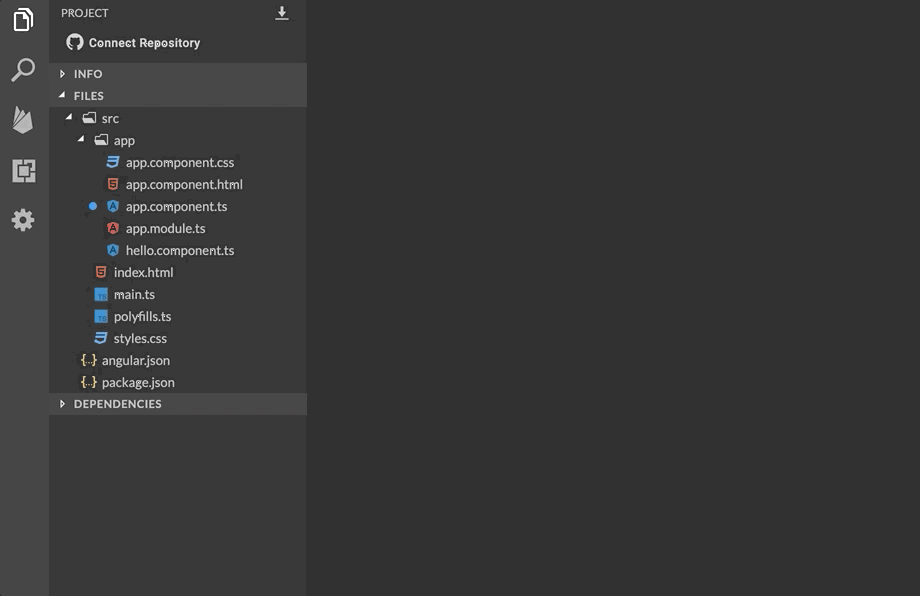 PROJECT
Connect Repository
INFO
FILES
src
app
app.component.css
app.component.html
app.component.ts
app.module.ts
hello.component.ts
index.html
main.ts
polyfills.ts
styles.css
{..} angular.json
{..} package.json
DEPENDENCIES